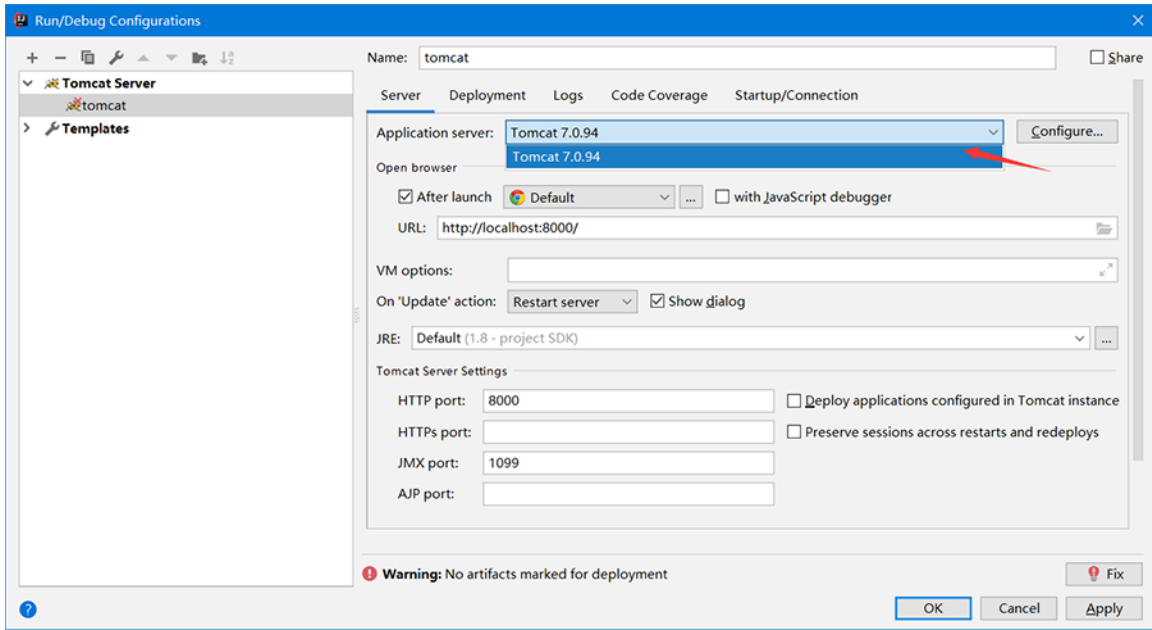 Run/Debug Configurations
Name: tomcat Share
Tomcat Server
tomcat
Templates
Server Deployment Logs Code Coverage Startup/Connection
Application server: Tomcat 7.0.94 Configure...
Tomcat 7.0.94
Open browser
After launch Default ... with JavaScript debugger
URL: http://localhost:8000/
VM options:
On 'Update' action: Restart server Show dialog
JRE: Default (1.8 - project SDK) ...
Tomcat Server Settings
HTTP port: 8000 Deploy applications configured in Tomcat instance
HTTPs port: Preserve sessions across restarts and redeploys
JMX port: 1099
AJP port:
Warning: No artifacts marked for deployment Fix
? OK Cancel Apply